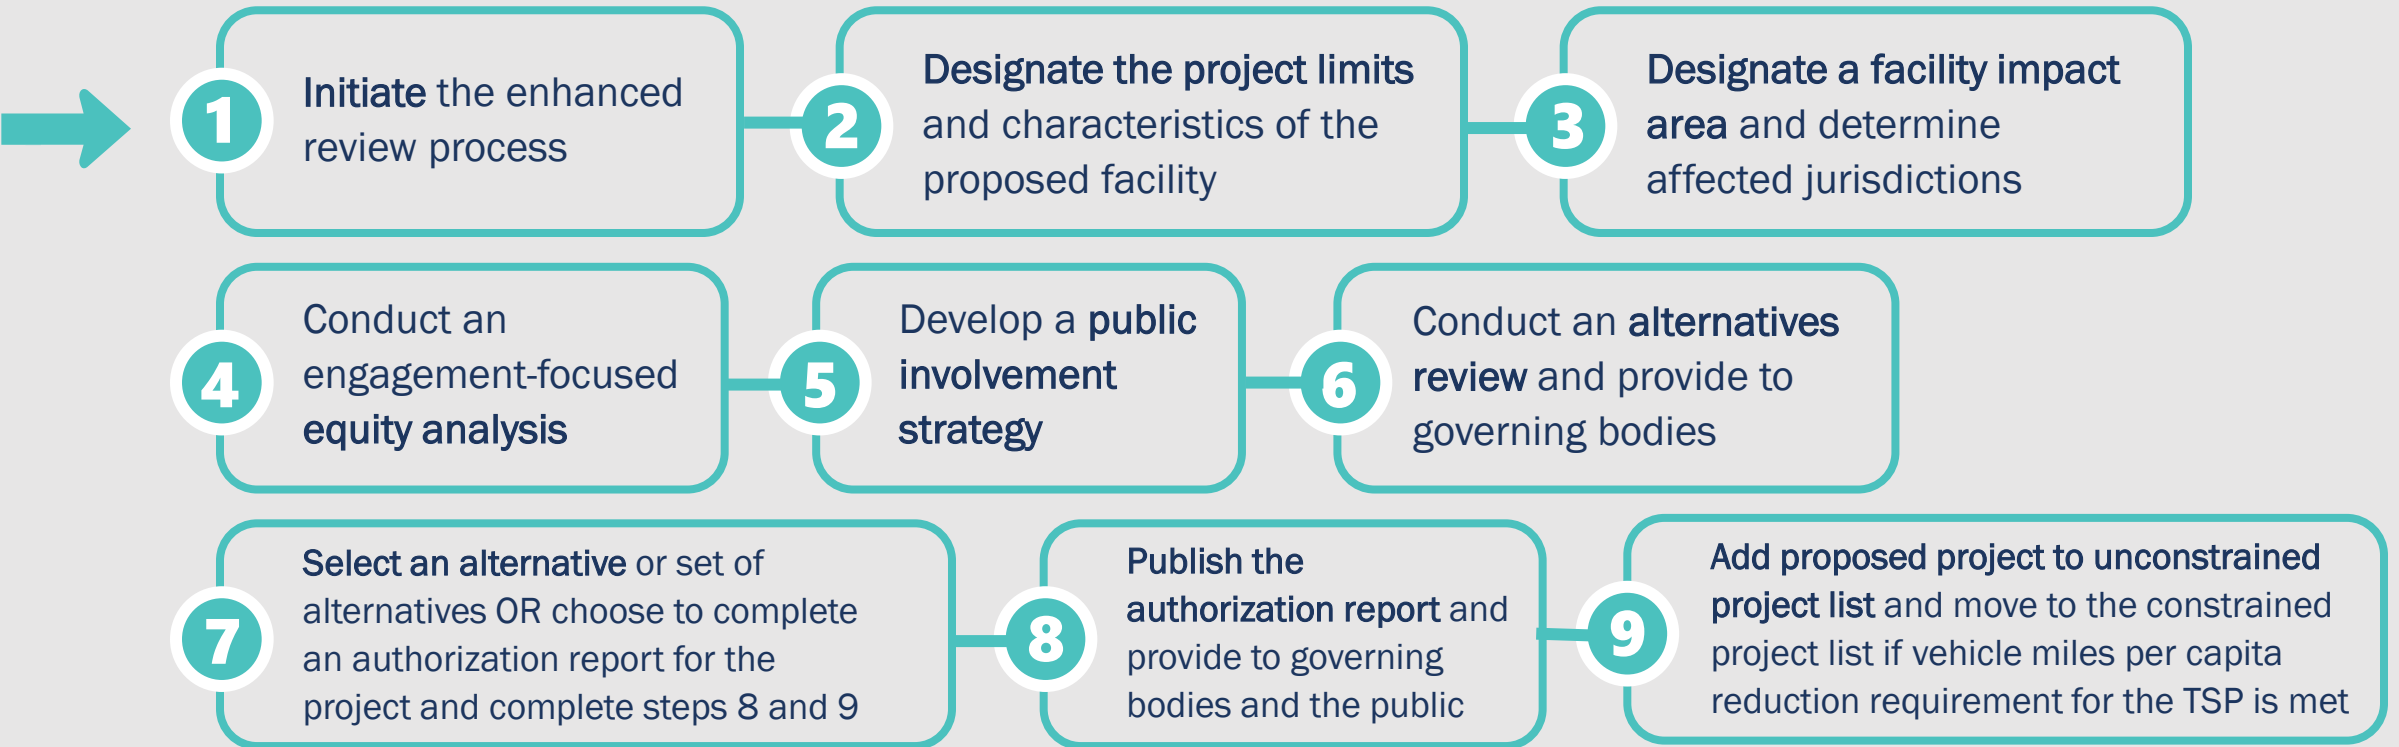 1
Initiate the enhanced
review process
2
Designate the project limits
and characteristics of the
proposed facility
3
Designate a facility impact
area and determine
affected jurisdictions
4
Conduct an
engagement-focused
equity analysis
5
Develop a public
involvement
strategy
6
Conduct an alternatives
review and provide to
governing bodies
7
Select an alternative or set of
alternatives OR choose to complete
an authorization report for the
project and complete steps 8 and 9
8
Publish the
authorization report and
provide to governing
bodies and the public
9
Add proposed project to unconstrained
project list and move to the constrained
project list if vehicle miles per capita
reduction requirement for the TSP is met